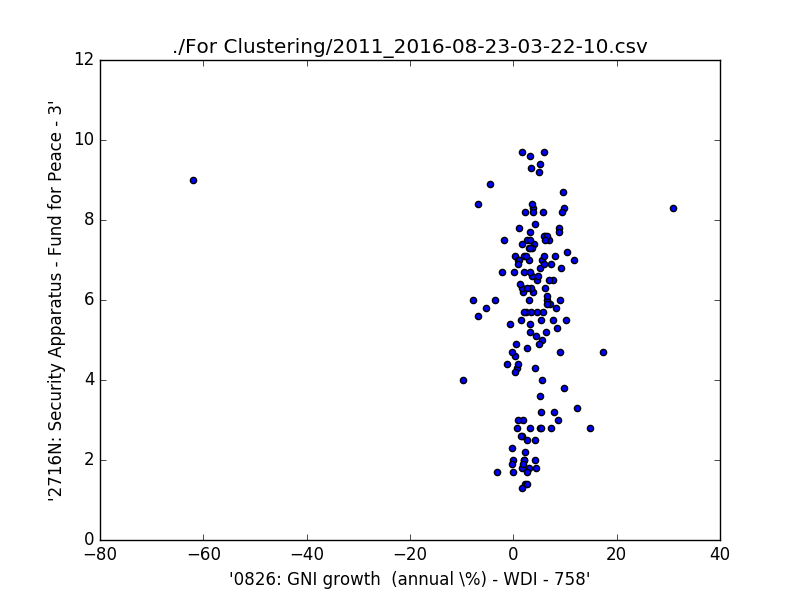 ./For Clustering/2011_2016-08-23-03-22-10.csv
12
10
8
6
4
2
0
'2716N: Security Apparatus - Fund for Peace - 3'
−80 −60 −40 −20 0 20 40
'0826: GNI growth  (annual \%) - WDI - 758'